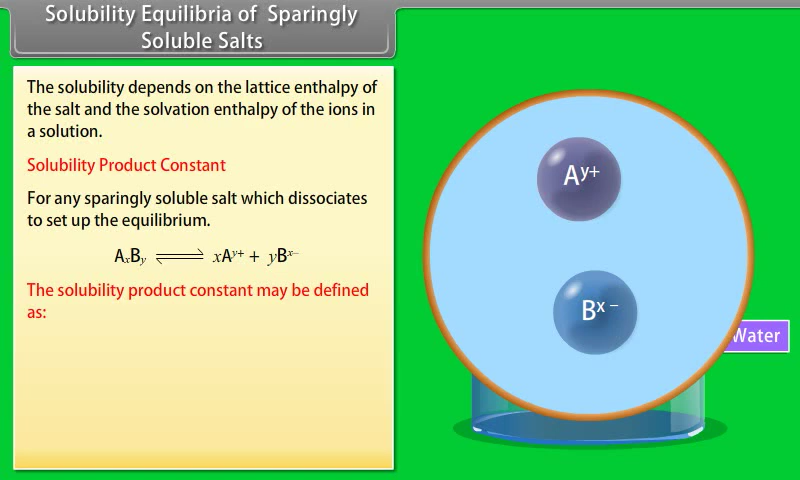 Solubility Equilibria of Sparingly
Soluble Salts
The solubility depends on the lattice enthalpy of
the salt and the solvation enthalpy of the ions in
a solution.
Solubility Product Constant
For any sparingly soluble salt which dissociates
to set up the equilibrium.
AₓBᵧ ⇌ xAʸ⁺ + yBˣ⁻
The solubility product constant may be defined
as:
Aʸ⁺
Bˣ⁻
Water